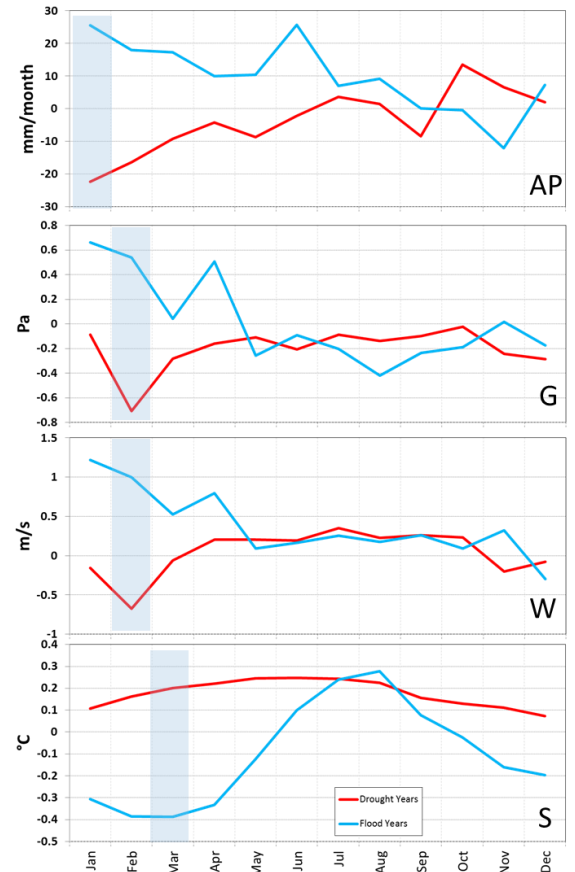 30
20
10
0
-10
-20
-30
mm/month
AP
0.8
0.6
0.4
0.2
0
-0.2
-0.4
-0.6
-0.8
Pa
G
1.5
1
0.5
0
-0.5
-1
m/s
W
0.4
0.3
0.2
0.1
0
-0.1
-0.2
-0.3
-0.4
-0.5
°C
Drought Years
Flood Years
S
Jan
Feb
Mar
Apr
May
Jun
Jul
Aug
Sep
Oct
Nov
Dec